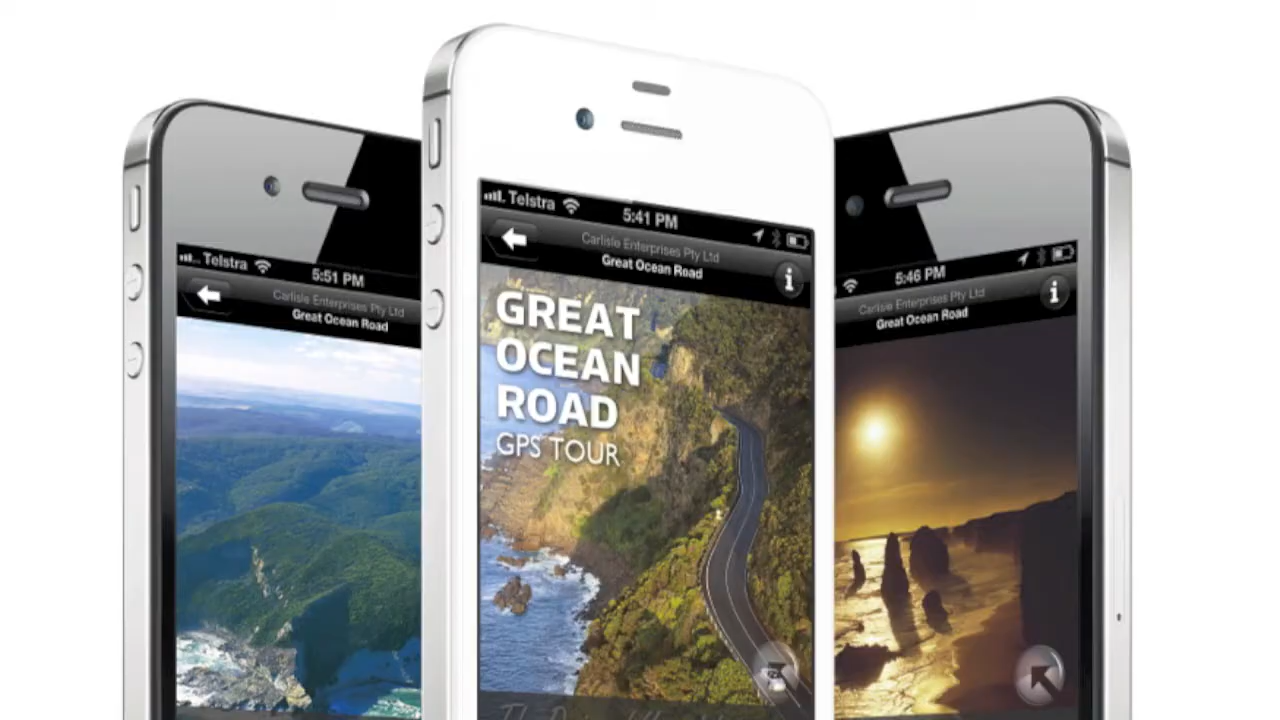 Telstra
5:51 PM
Carlisle Enterprises Pty Ltd
Great Ocean Road
Telstra
5:41 PM
Carlisle Enterprises Pty Ltd
Great Ocean Road
i
GREAT
OCEAN
ROAD
GPS TOUR
5:46 PM
Carlisle Enterprises Pty Ltd
Great Ocean Road
i